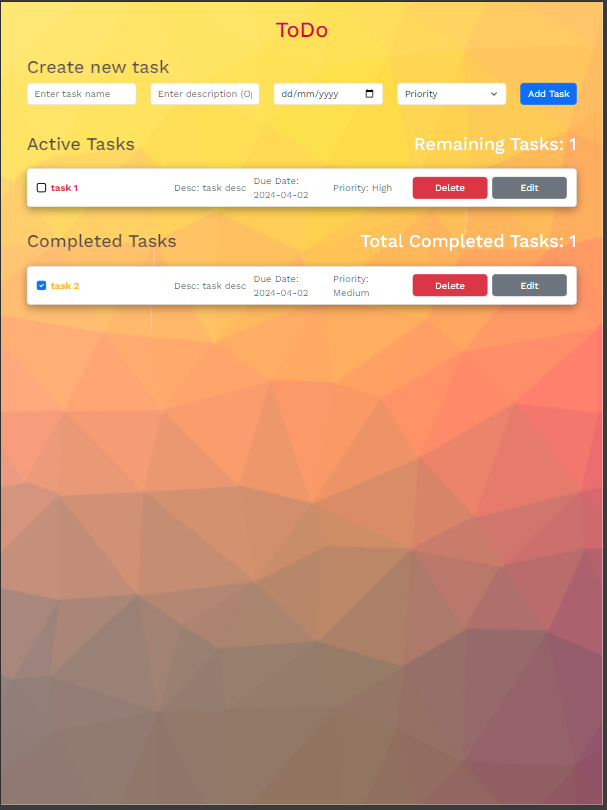 ToDo
Create new task
Enter task name Enter description (O dd/mm/yyyy Priority Add Task
Active Tasks Remaining Tasks: 1
task 1 Desc: task desc Due Date: 2024-04-02 Priority: High Delete Edit
Completed Tasks Total Completed Tasks: 1
task 2 Desc: task desc Due Date: 2024-04-02 Priority: Medium Delete Edit